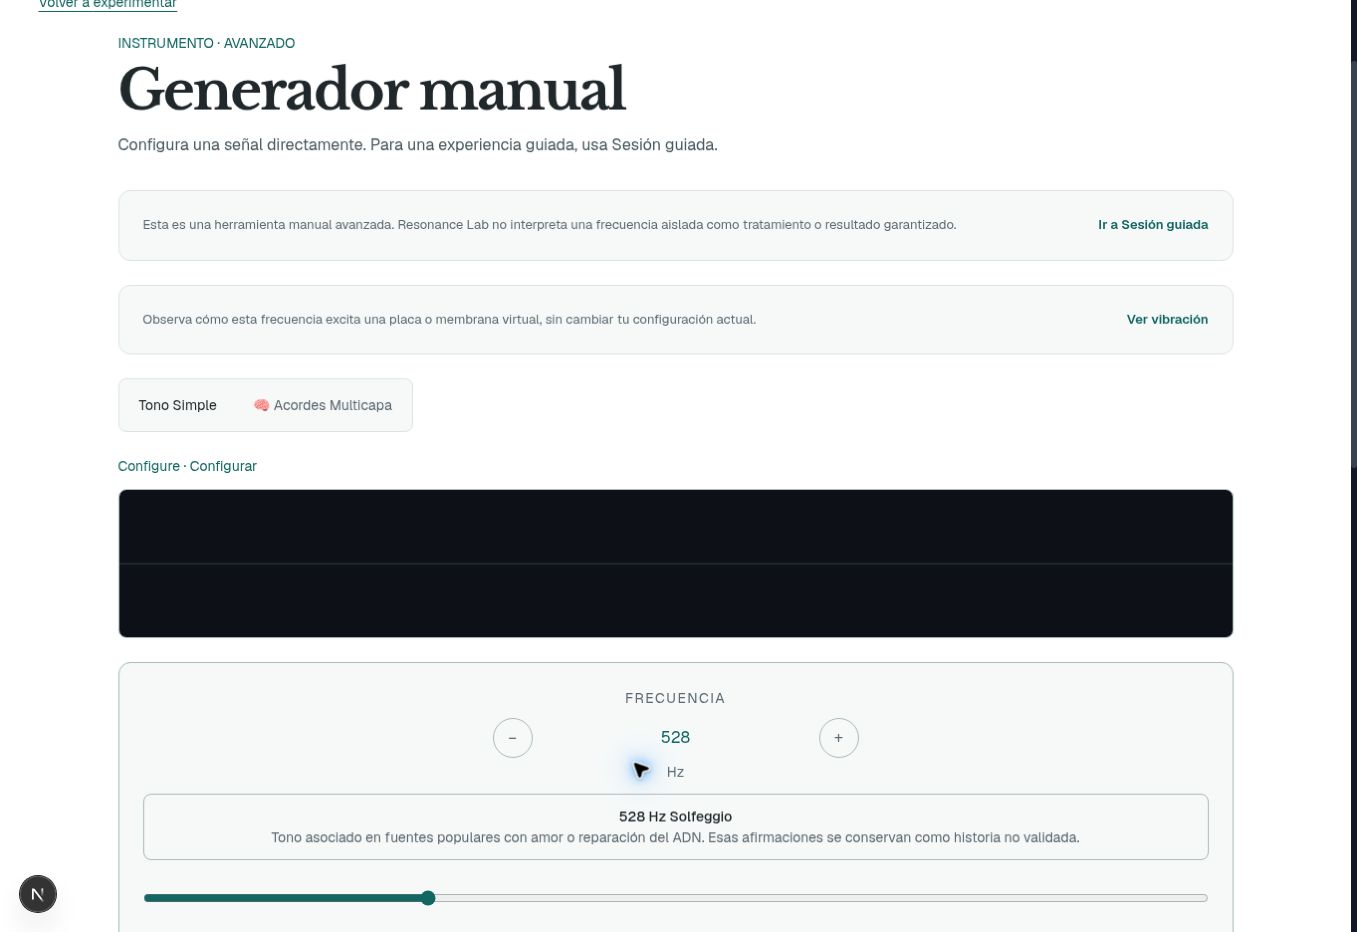 Volver a experimentar
INSTRUMENTO · AVANZADO
Generador manual
Configura una señal directamente. Para una experiencia guiada, usa Sesión guiada.
Esta es una herramienta manual avanzada. Resonance Lab no interpreta una frecuencia aislada como tratamiento o resultado garantizado.
Ir a Sesión guiada
Observa cómo esta frecuencia excita una placa o membrana virtual, sin cambiar tu configuración actual.
Ver vibración
Tono Simple
🧠 Acordes Multicapa
Configure · Configurar
FRECUENCIA
− 528 +
Hz
528 Hz Solfeggio
Tono asociado en fuentes populares con amor o reparación del ADN. Esas afirmaciones se conservan como historia no validada.
N